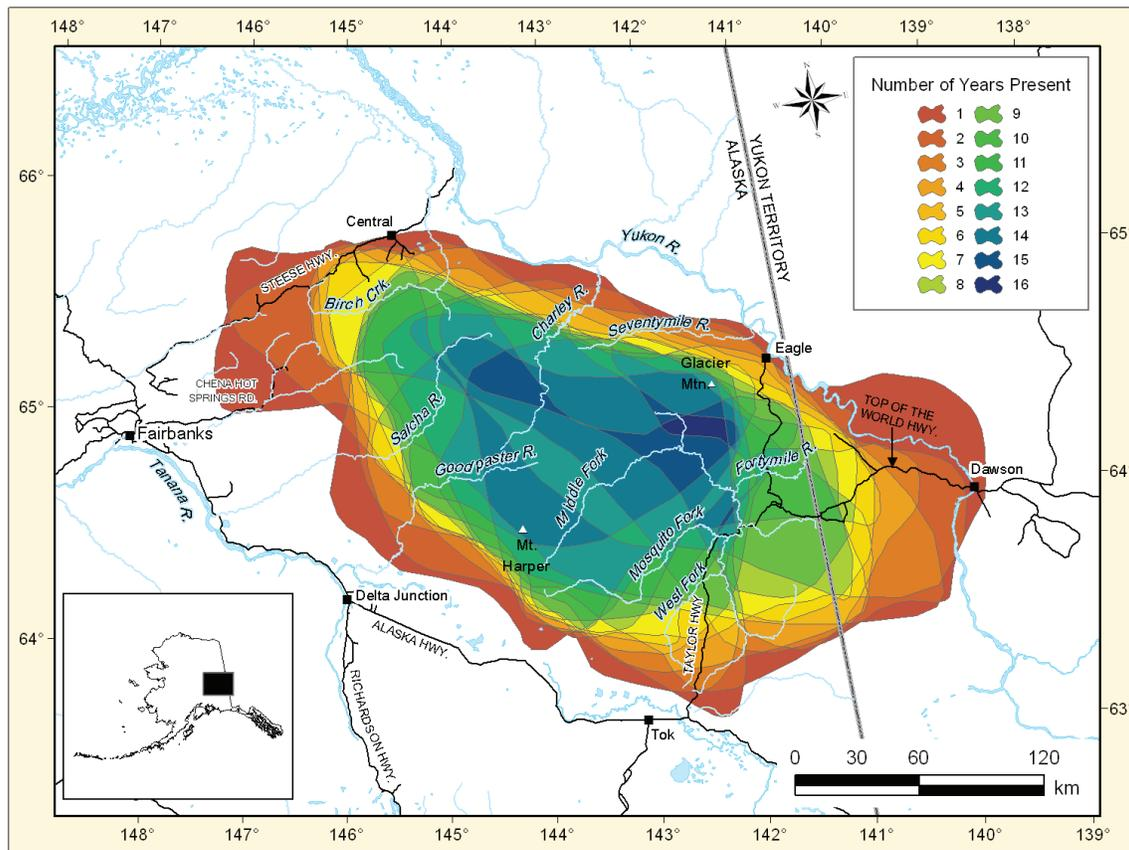 148° 147° 146° 145° 144° 143° 142° 141° 140° 139° 138°
Number of Years Present
1 9
2 10
3 11
4 12
5 13
6 14
7 15
8 16
N
W E
S
YUKON TERRITORY
ALASKA
66°
65°
Central
Yukon R.
STEESE HWY.
Birch Crk.
Charley R.
Seventymile R.
Eagle
Glacier
Mtn.
CHENA HOT
SPRINGS RD.
TOP OF THE
WORLD HWY.
65°
Salcha R.
Fairbanks
Goodpaster R.
Fortymile R.
Dawson
64°
Tanana R.
Middle Fork
Mosquito Fork
Mt.
Harper
West Fork
Delta Junction
ALASKA HWY.
TAYLOR HWY
64°
RICHARDSON HWY.
63°
Tok
0 30 60 120
km
148° 147° 146° 145° 144° 143° 142° 141° 140° 139°